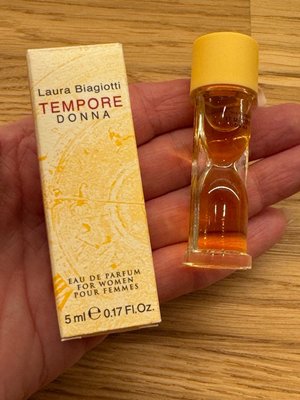 Laura Biagiotti
TEMPORE
DONNA
EAU DE PARFUM
FOR WOMEN
POUR FEMMES
5 ml ℮ 0.17 Fl.Oz.